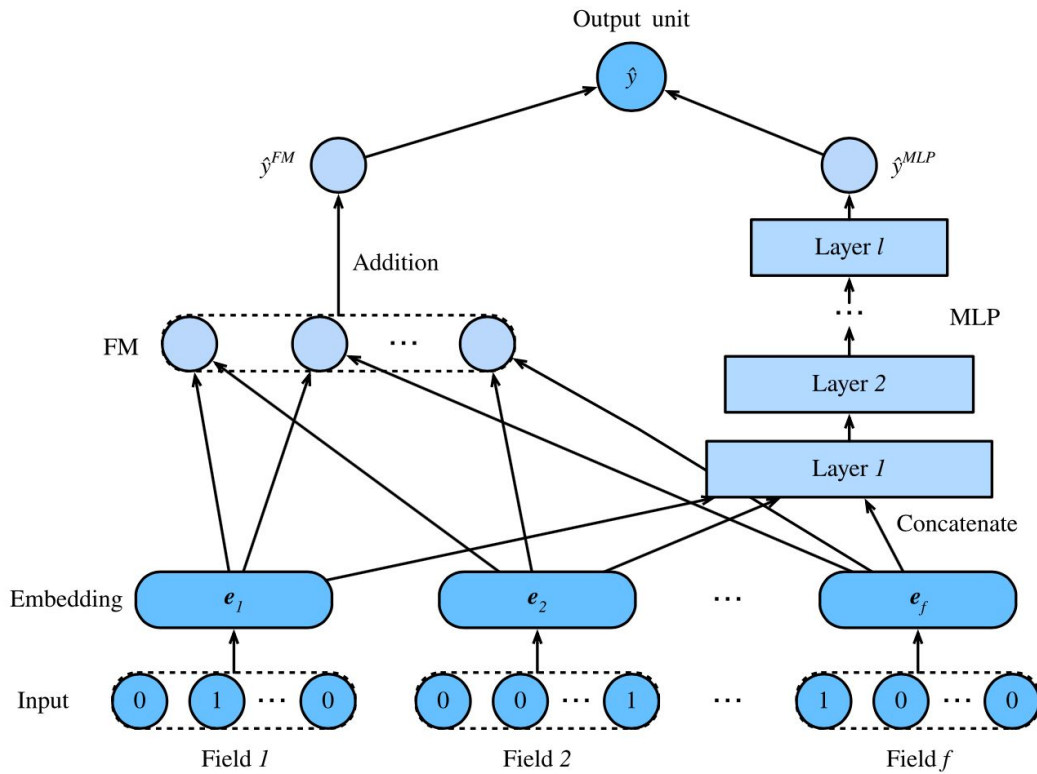 Output unit
ŷ
ŷ^FM
ŷ^MLP
Layer l
Addition
···
MLP
FM
···
Layer 2
Layer 1
Concatenate
Embedding
e_1
e_2
···
e_f
Input
0 1 ··· 0
0 0 ··· 1
···
1 0 ··· 0
Field 1
Field 2
Field f